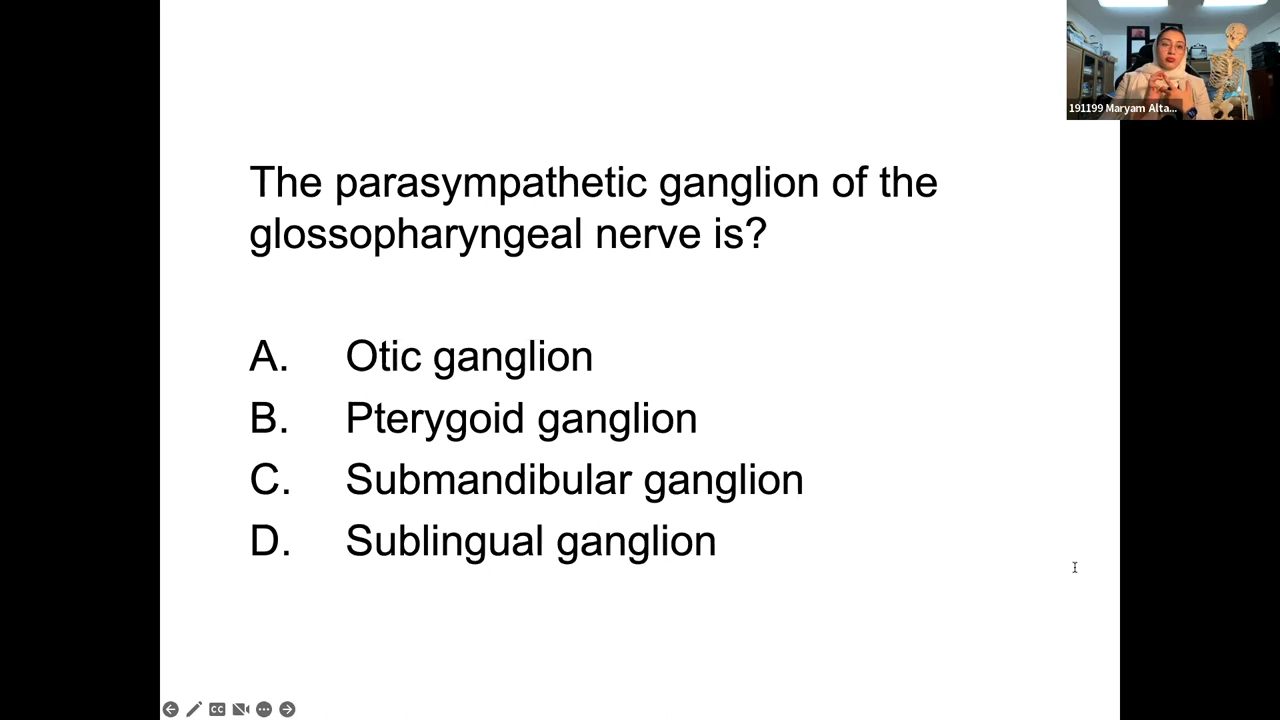 191199 Maryam Alta...
The parasympathetic ganglion of the
glossopharyngeal nerve is?
A. Otic ganglion
B. Pterygoid ganglion
C. Submandibular ganglion
D. Sublingual ganglion
CC